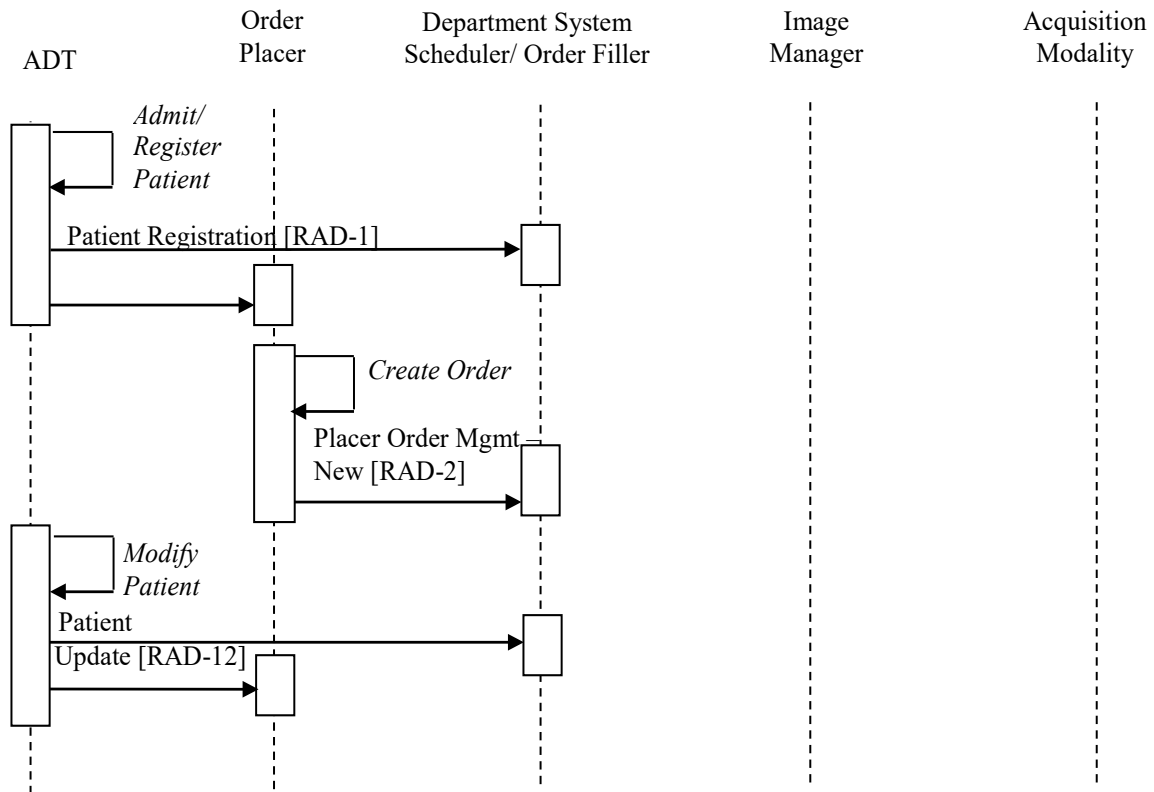 ADT
Order
Placer
Department System
Scheduler/ Order Filler
Image
Manager
Acquisition
Modality
Admit/
Register
Patient
Patient Registration [RAD-1]
Create Order
Placer Order Mgmt –
New [RAD-2]
Modify
Patient
Patient
Update [RAD-12]